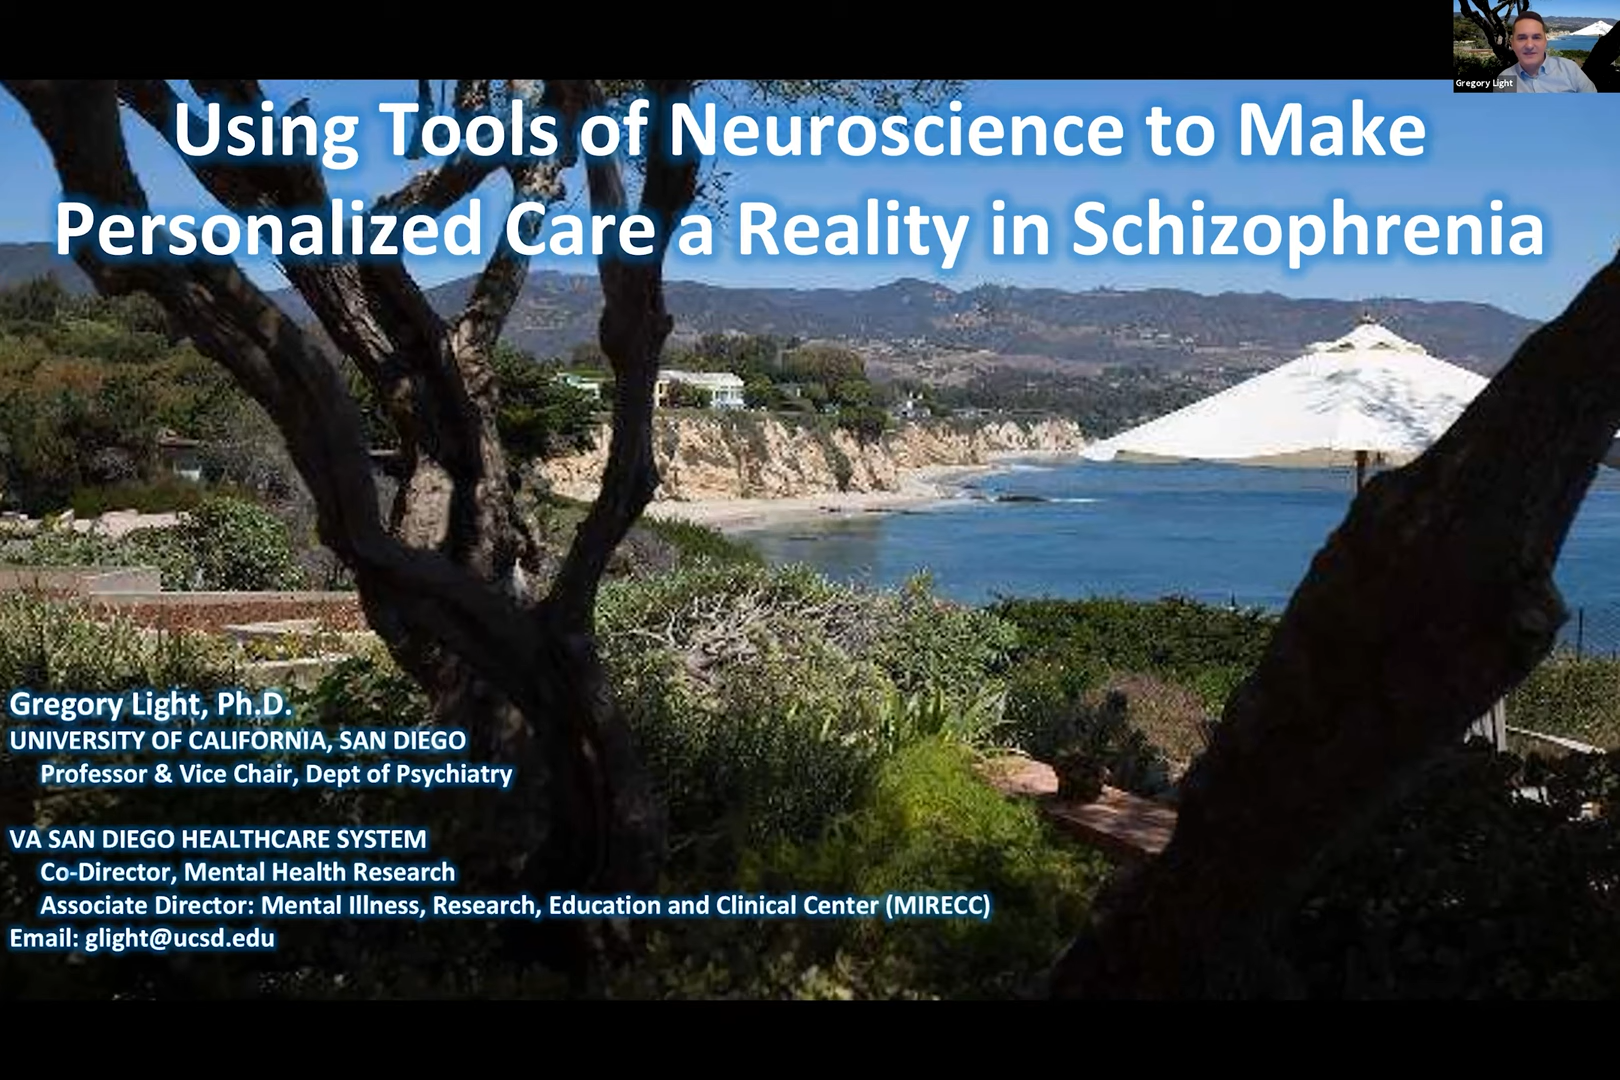 Gregory Light
Using Tools of Neuroscience to Make
Personalized Care a Reality in Schizophrenia
Gregory Light, Ph.D.
UNIVERSITY OF CALIFORNIA, SAN DIEGO
Professor & Vice Chair, Dept of Psychiatry
VA SAN DIEGO HEALTHCARE SYSTEM
Co-Director, Mental Health Research
Associate Director: Mental Illness, Research, Education and Clinical Center (MIRECC)
Email: glight@ucsd.edu